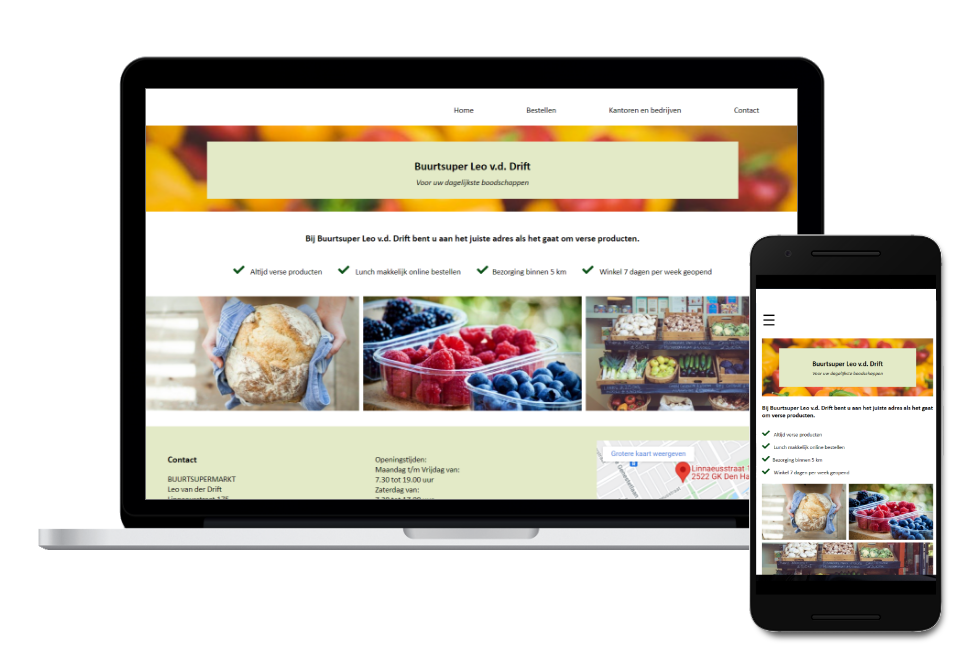 Home Bestellen Kantoren en bedrijven Contact
Buurtsuper Leo v.d. Drift
Voor uw dagelijkste boodschappen
Bij Buurtsuper Leo v.d. Drift bent u aan het juiste adres als het gaat om verse producten.
Altijd verse producten Lunch makkelijk online bestellen Bezorging binnen 5 km Winkel 7 dagen per week geopend
Contact
BUURTSUPERMARKT
Leo van der Drift
Openingstijden:
Maandag t/m Vrijdag van:
7.30 tot 19.00 uur
Zaterdag van:
Grotere kaart weergeven
Linnaeusstraat
2522 GK Den Ha
Buurtsuper Leo v.d. Drift
Voor uw dagelijkste boodschappen
Bij Buurtsuper Leo v.d. Drift bent u aan het juiste adres als het gaat
om verse producten.
Altijd verse producten
Lunch makkelijk online bestellen
Bezorging binnen 5 km
Winkel 7 dagen per week geopend